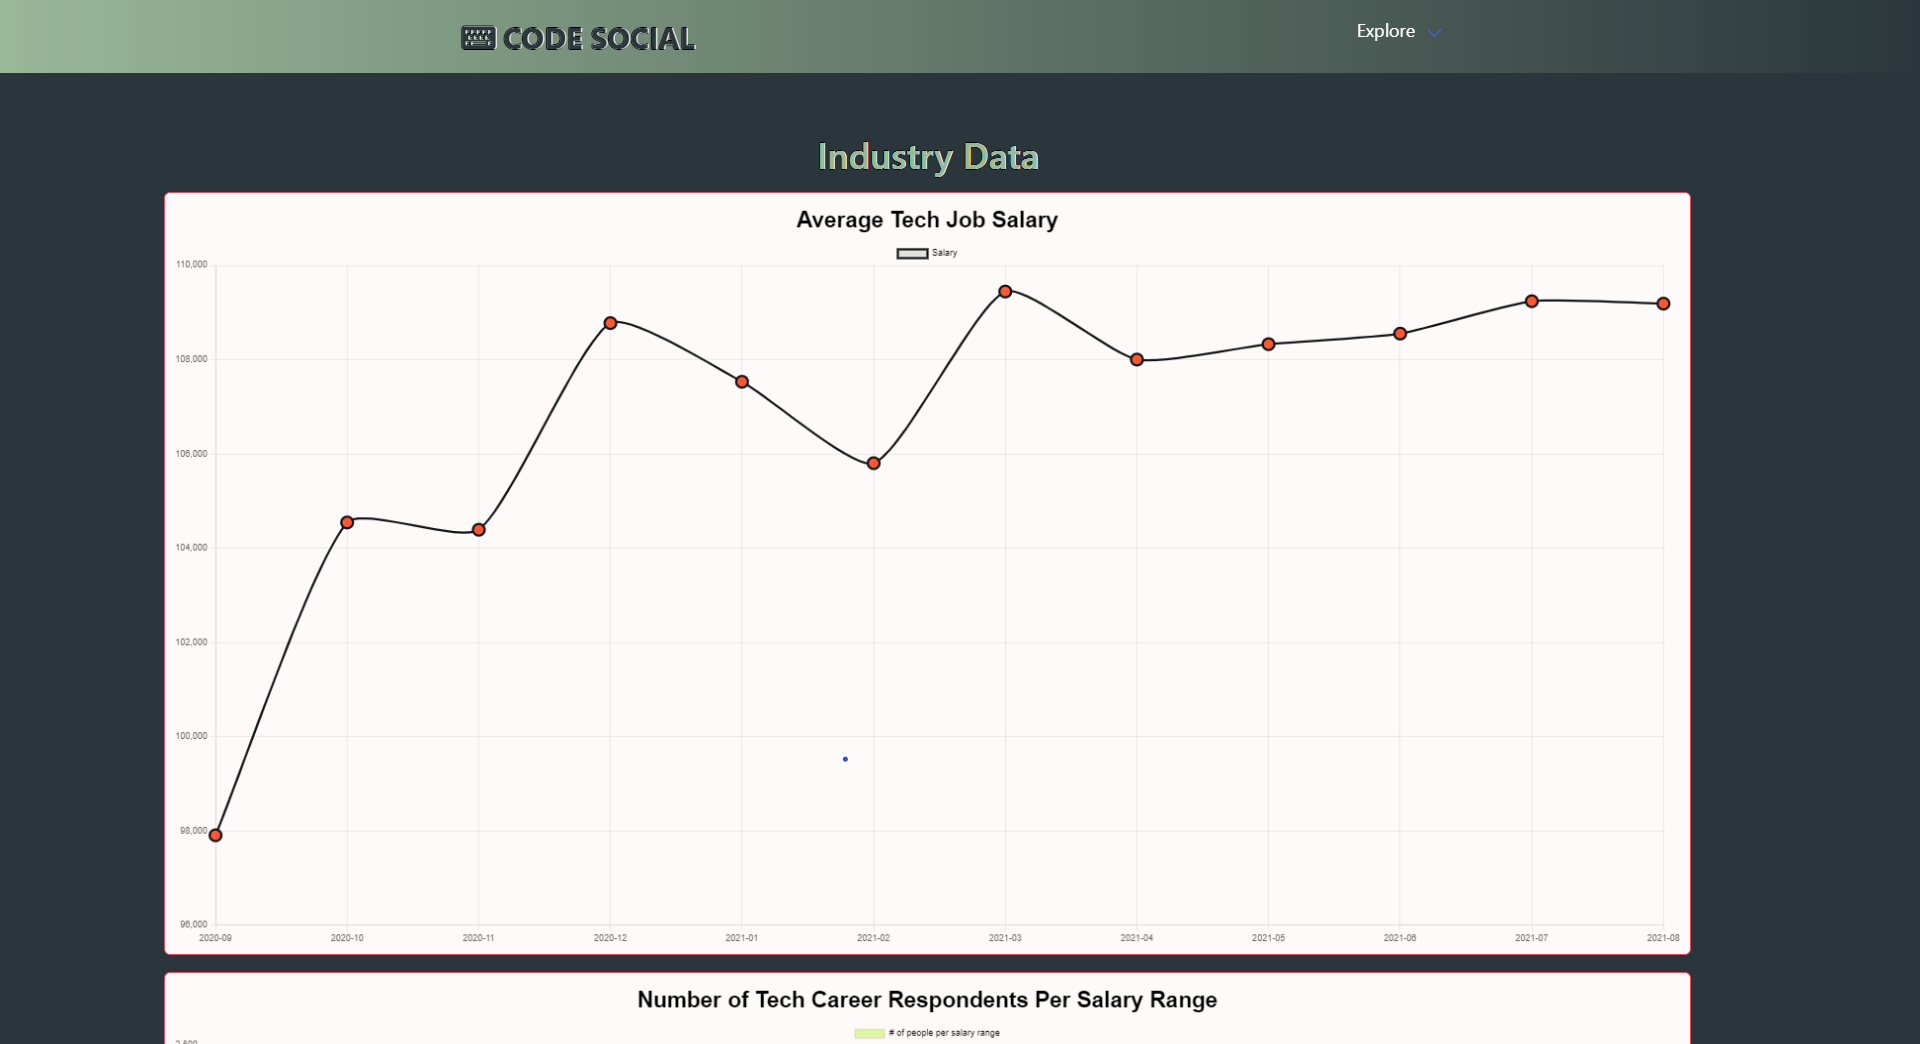 CODE SOCIAL
Explore
Industry Data
Average Tech Job Salary
Salary
110,000
108,000
106,000
104,000
102,000
100,000
98,000
96,000
2020-09 2020-10 2020-11 2020-12 2021-01 2021-02 2021-03 2021-04 2021-05 2021-06 2021-07 2021-08
Number of Tech Career Respondents Per Salary Range
# of people per salary range